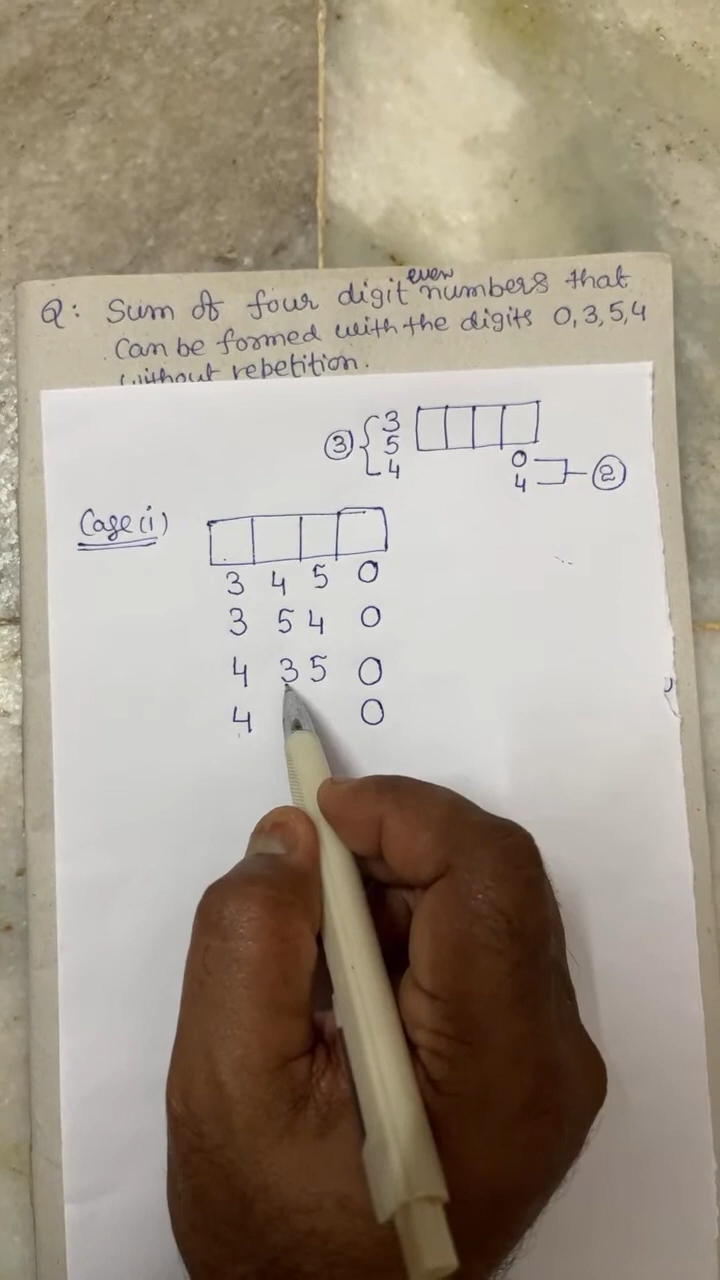 Q: Sum of four digit even numbers that
can be formed with the digits 0,3,5,4
without rebetition.
③ { 3
5
4
0
4 ②
Case (i)
3 4 5 0
3 5 4 0
4 3 5 0
4 0